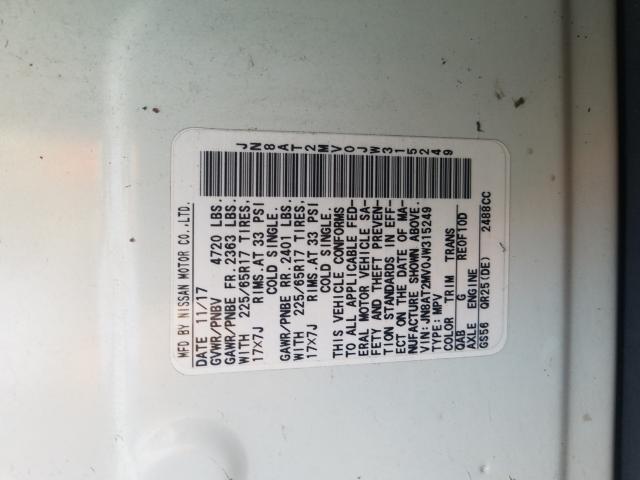 JN8AT2MV0JW315249
MFD BY NISSAN MOTOR CO.,LTD.
DATE 11/17
GVWR/PNBV 4720 LBS.
GAWR/PNBE FR. 2363 LBS.
WITH 225/65R17 TIRES,
17X7J RIMS.AT 33 PSI
COLD SINGLE.
GAWR/PNBE RR. 2401 LBS.
WITH 225/65R17 TIRES,
17X7J RIMS.AT 33 PSI
COLD SINGLE.
THIS VEHICLE CONFORMS
TO ALL APPLICABLE FED-
ERAL MOTOR VEHICLE SA-
FETY AND THEFT PREVEN-
TION STANDARDS IN EFF-
ECT ON THE DATE OF MA-
NUFACTURE SHOWN ABOVE.
VIN: JN8AT2MV0JW315249
TYPE: MPV
COLOR TRIM TRANS
QAB G RE0F10D
AXLE ENGINE
GS56 QR25(DE) 2488CC